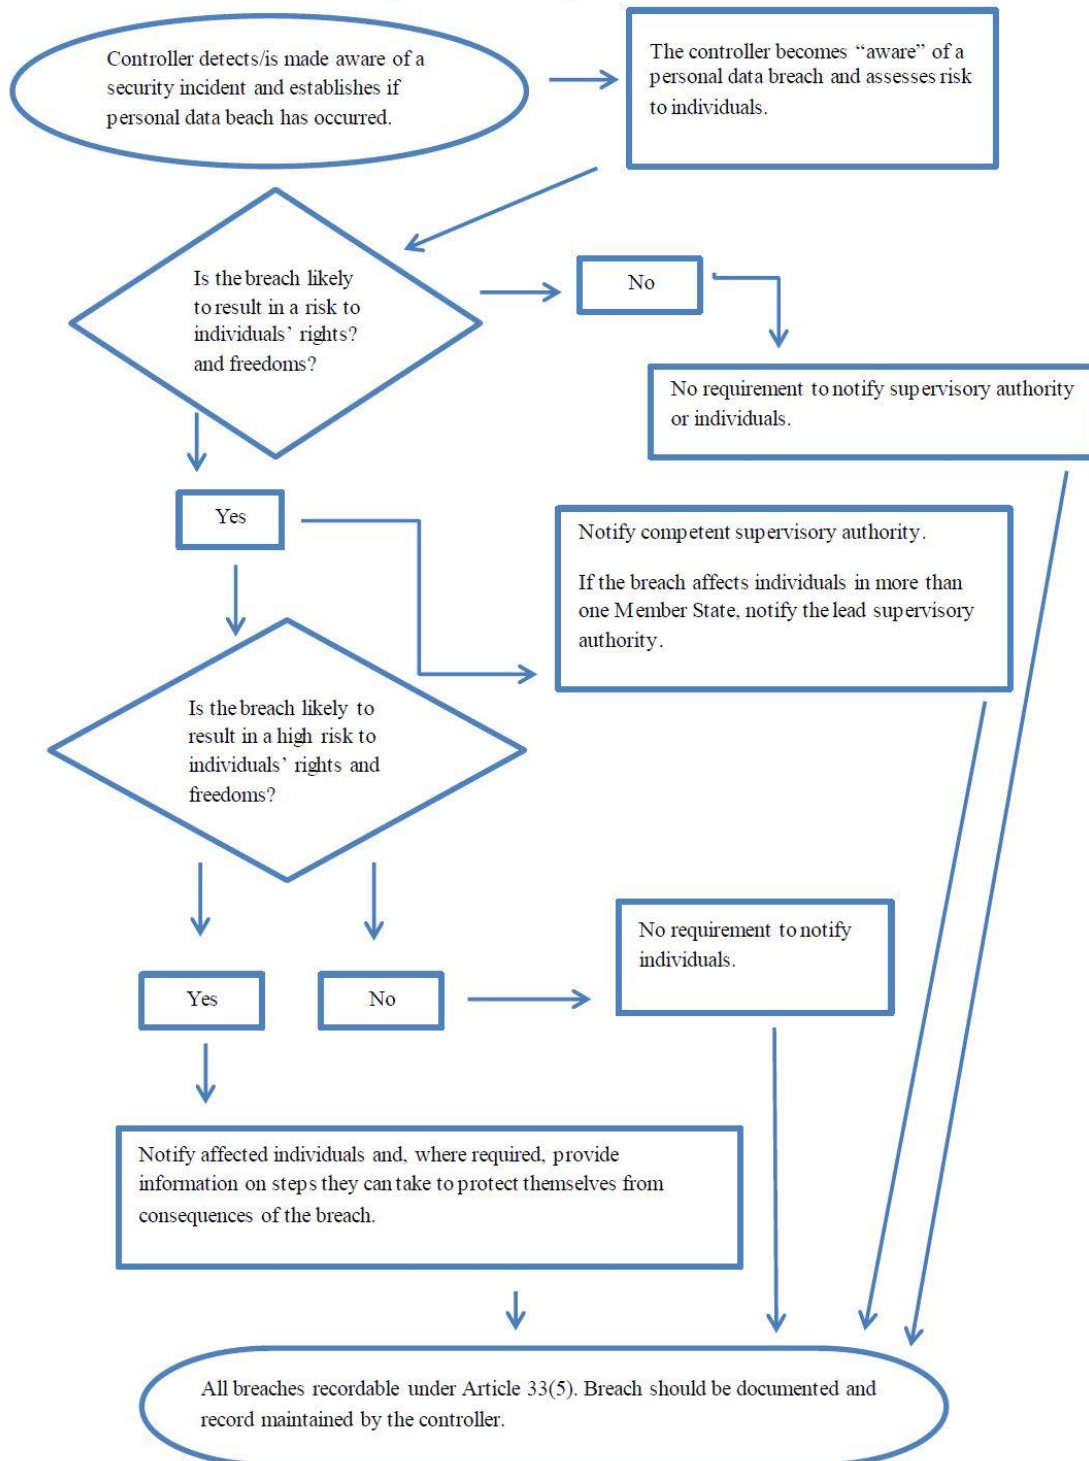 Controller detects/is made aware of a
security incident and establishes if
personal data beach has occurred.
The controller becomes “aware” of a
personal data breach and assesses risk
to individuals.
Is the breach likely
to result in a risk to
individuals’ rights?
and freedoms?
No
No requirement to notify supervisory authority
or individuals.
Yes
Notify competent supervisory authority.
If the breach affects individuals in more than
one Member State, notify the lead supervisory
authority.
Is the breach likely to
result in a high risk to
individuals’ rights and
freedoms?
No requirement to notify
individuals.
Yes
No
Notify affected individuals and, where required, provide
information on steps they can take to protect themselves from
consequences of the breach.
All breaches recordable under Article 33(5). Breach should be documented and
record maintained by the controller.